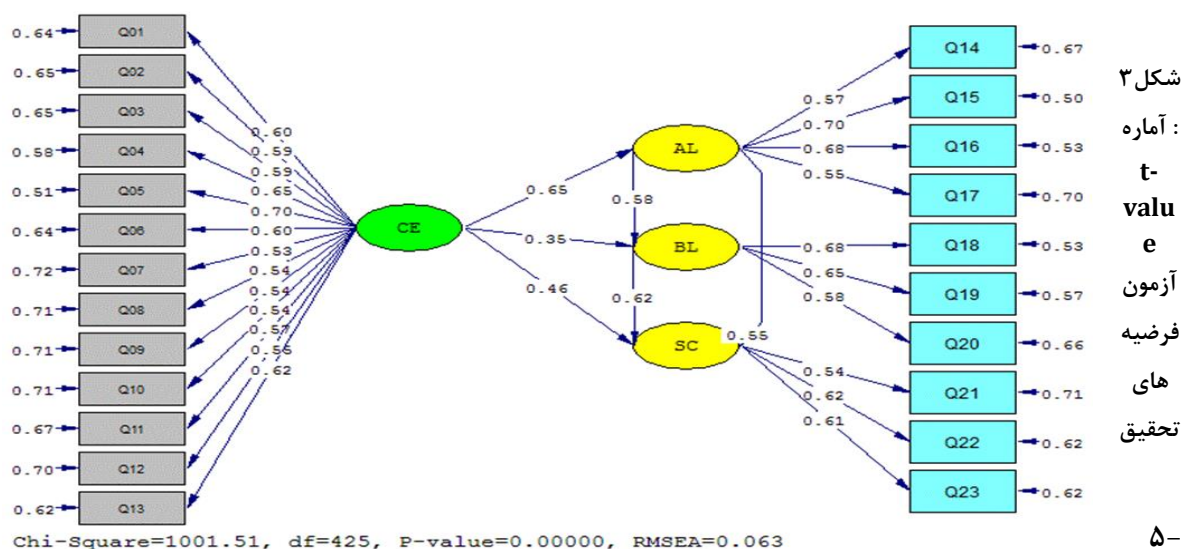 0.64 Q01
0.65 Q02
0.65 Q03
0.58 Q04
0.51 Q05
0.64 Q06
0.72 Q07
0.71 Q08
0.71 Q09
0.71 Q10
0.67 Q11
0.70 Q12
0.62 Q13
0.60
0.59
0.59
0.65
0.70
0.60
0.53
0.54
0.54
0.54
0.57
0.55
0.62
CE
0.65
0.35
0.46
AL
0.58
BL
0.62
SC
0.55
0.57
0.70
0.68
0.55
0.68
0.65
0.58
0.54
0.62
0.61
Q14 0.67
Q15 0.50
Q16 0.53
Q17 0.70
Q18 0.53
Q19 0.57
Q20 0.66
Q21 0.71
Q22 0.62
Q23 0.62
Chi-Square=1001.51, df=425, P-value=0.00000, RMSEA=0.063
شکل۳
: آماره
t-
valu
e
آزمون
فرضیه
های
تحقیق
۵-